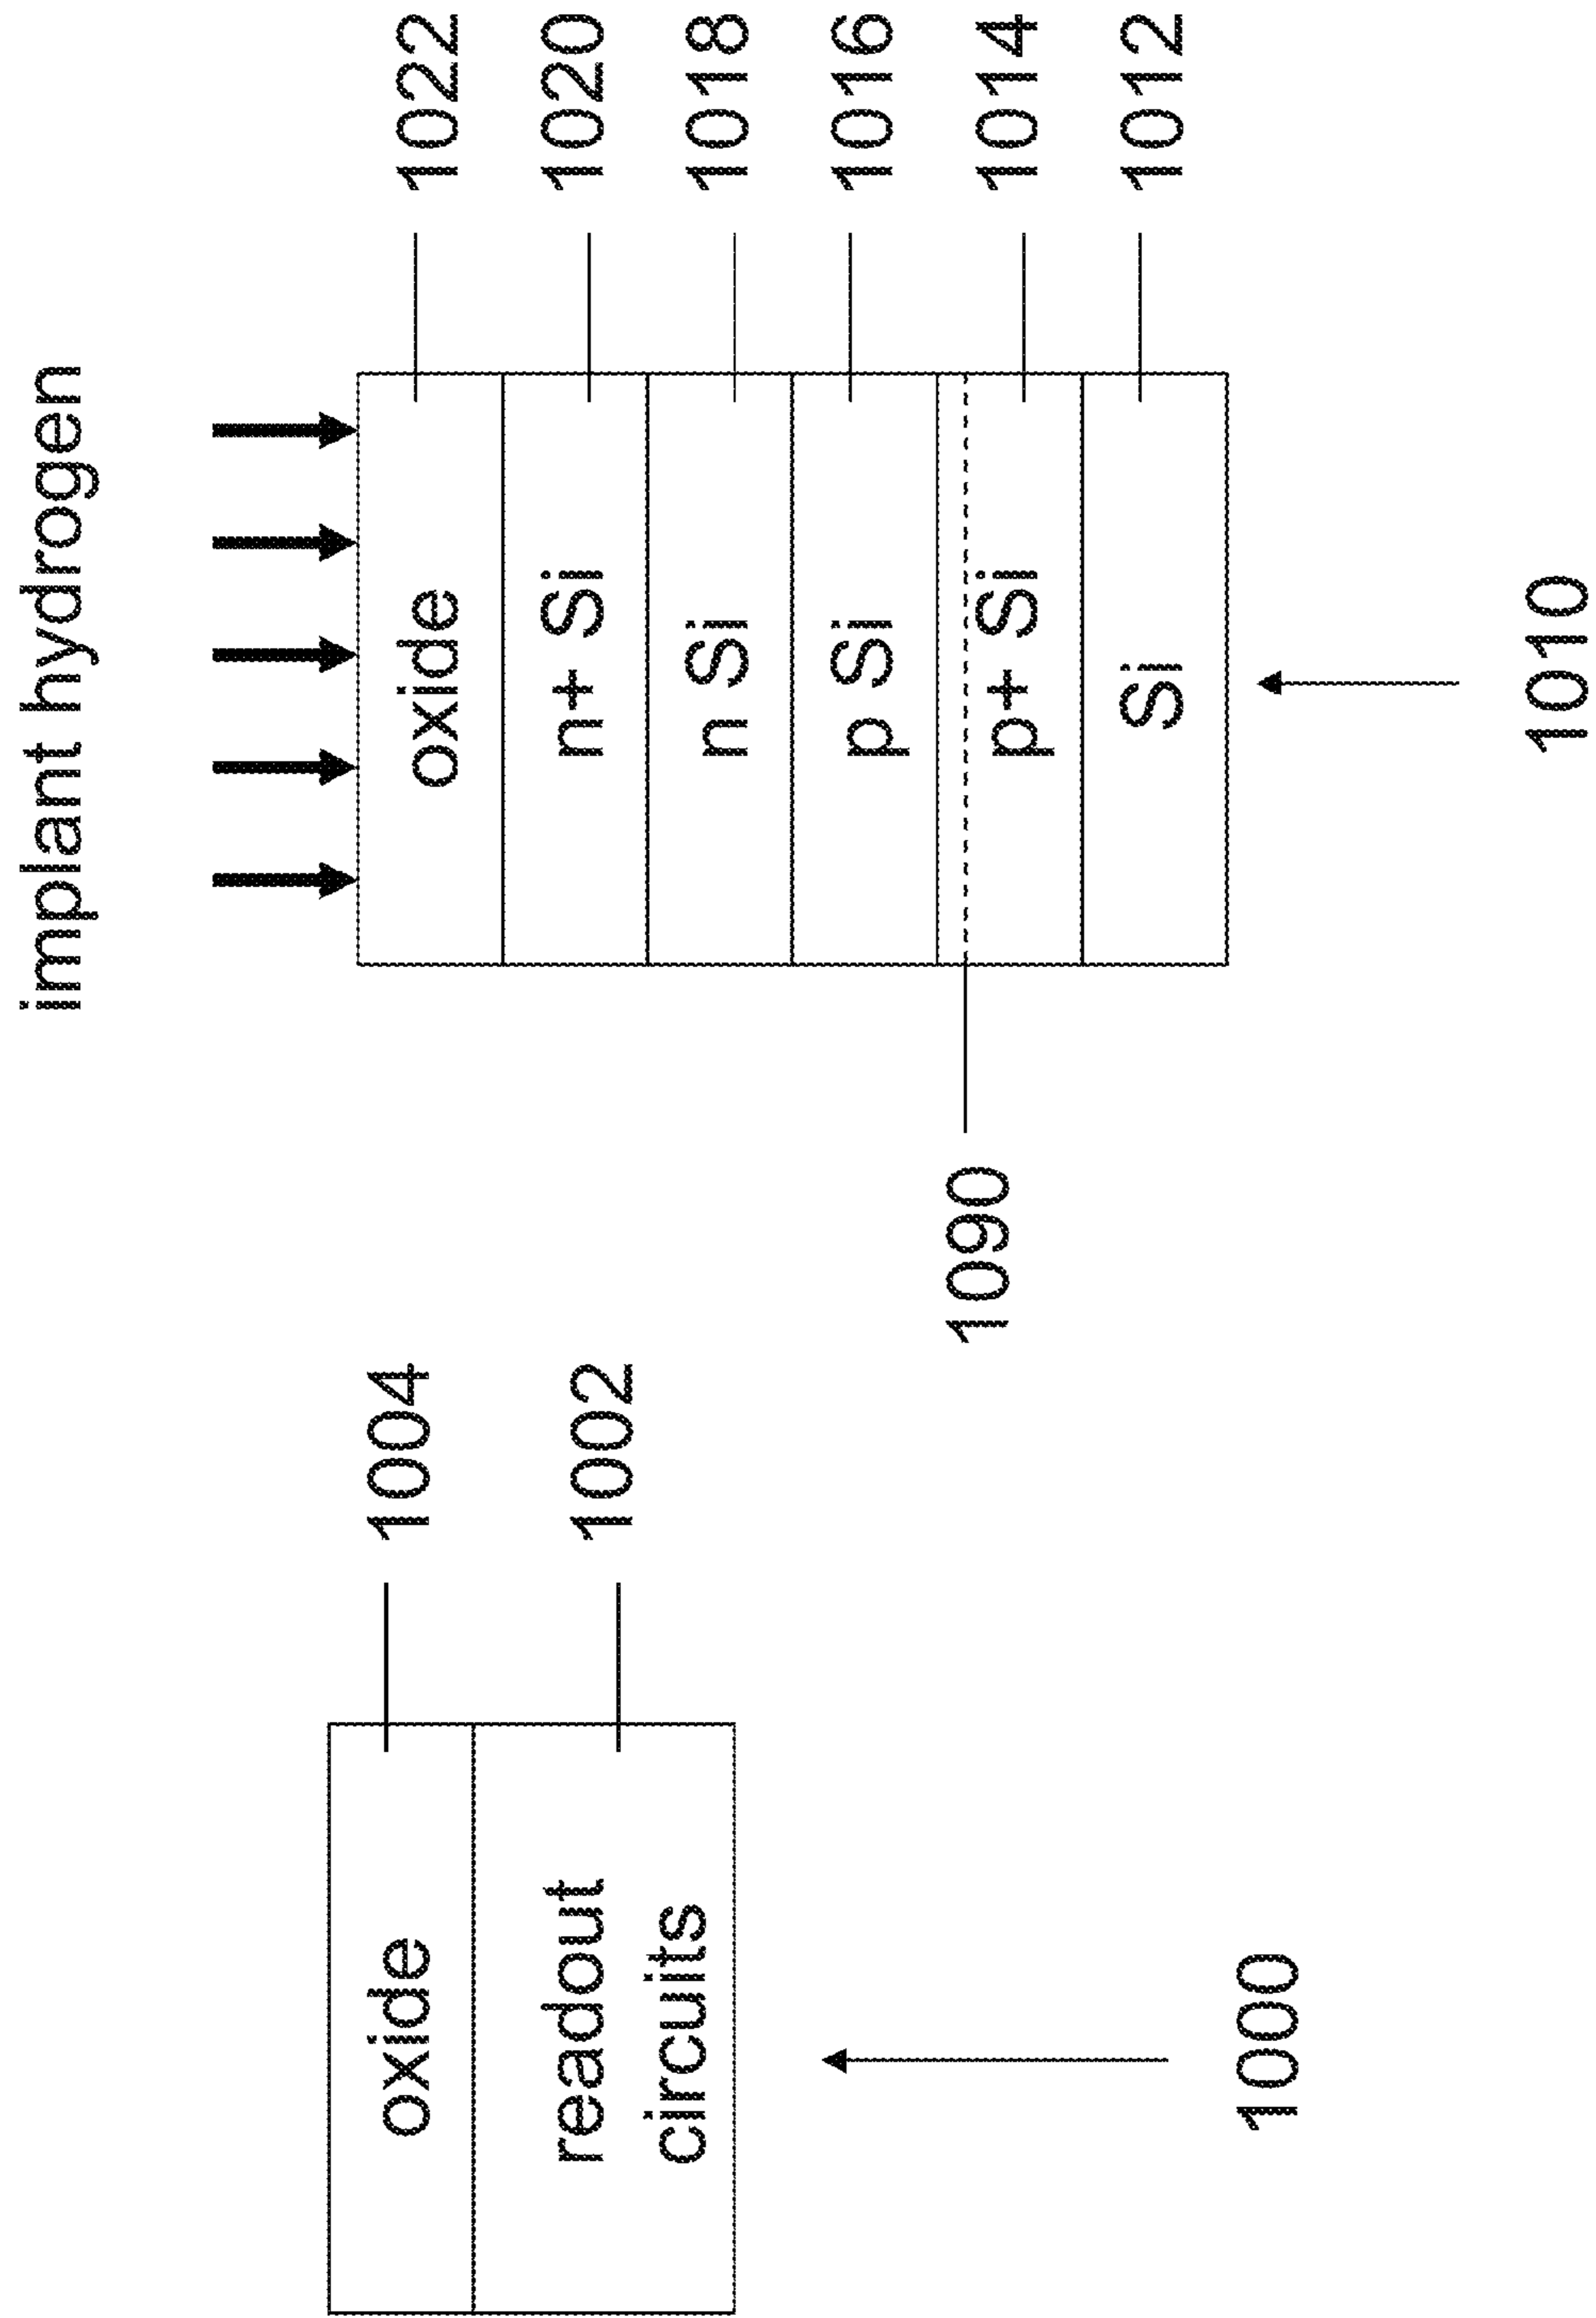 implant hydrogen
oxide
1004
readout
circuits
1002
1000
oxide
1022
n+ Si
1020
n Si
1018
p Si
1016
1090
p+ Si
1014
Si
1012
1010